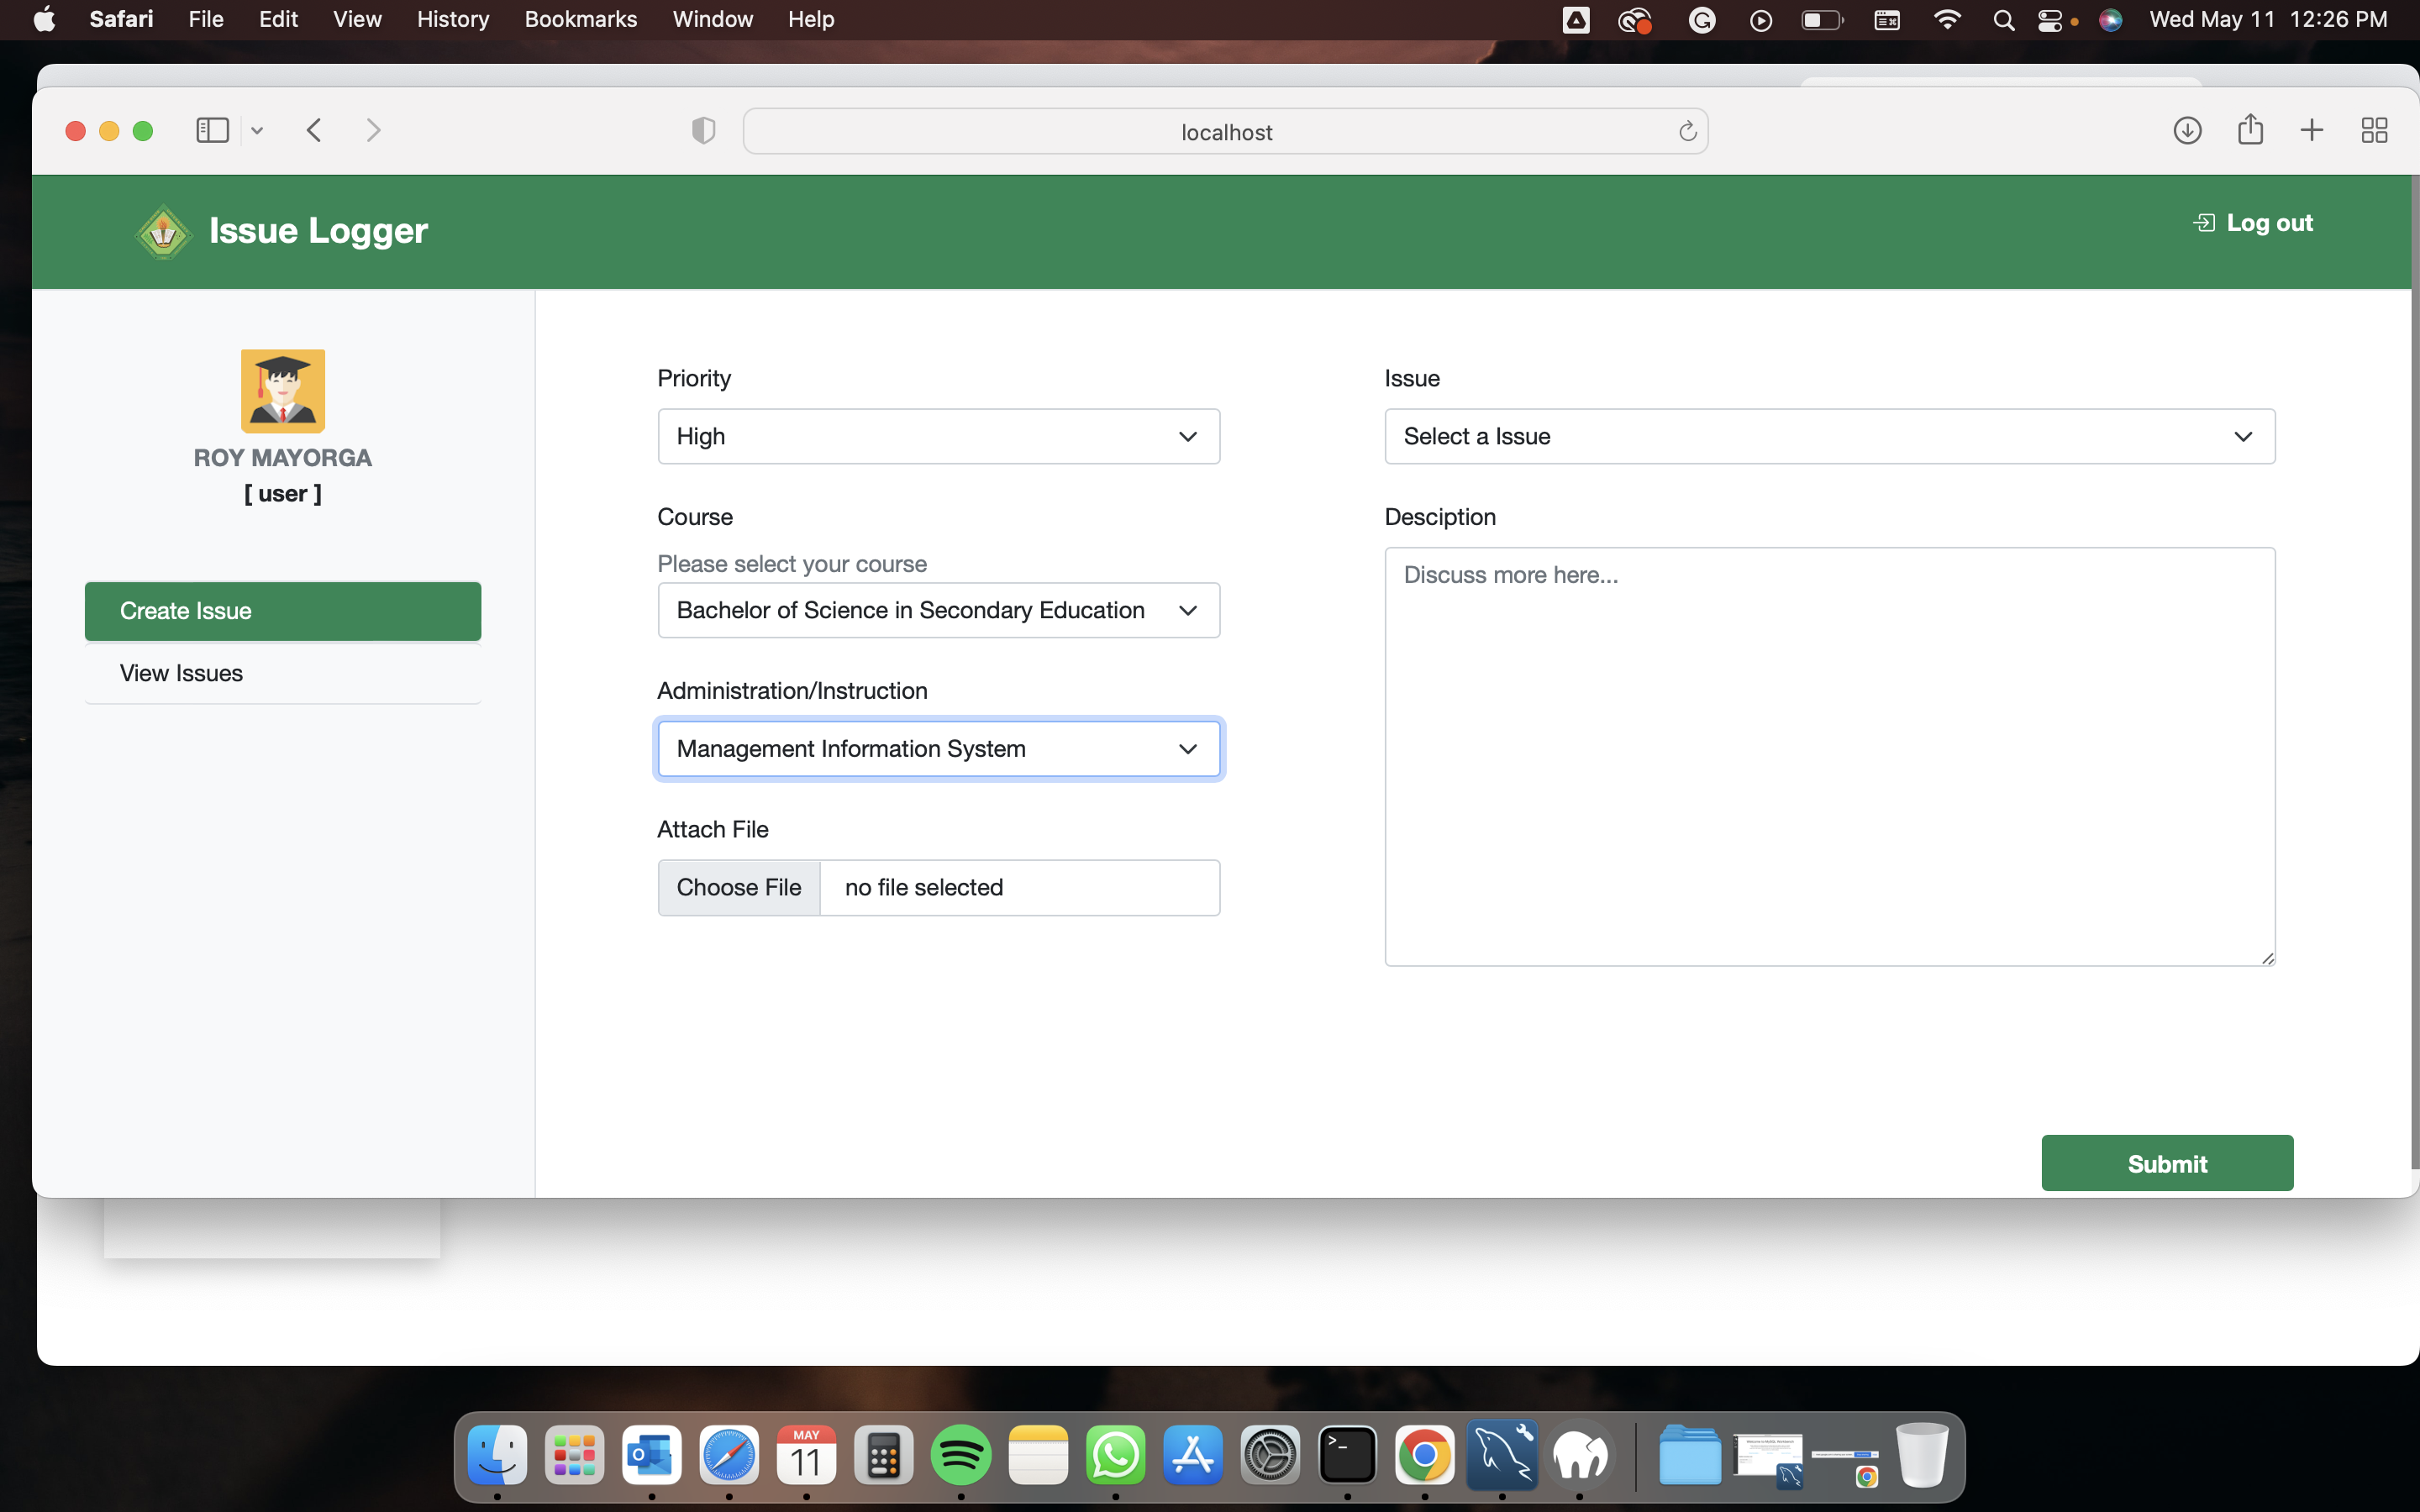 Safari File Edit View History Bookmarks Window Help Wed May 11 12:26 PM
localhost
Issue Logger
Log out
ROY MAYORGA
[ user ]
Create Issue
View Issues
Priority
High
Course
Please select your course
Bachelor of Science in Secondary Education
Administration/Instruction
Management Information System
Attach File
Choose File no file selected
Issue
Select a Issue
Desciption
Discuss more here...
Submit
MAY
11